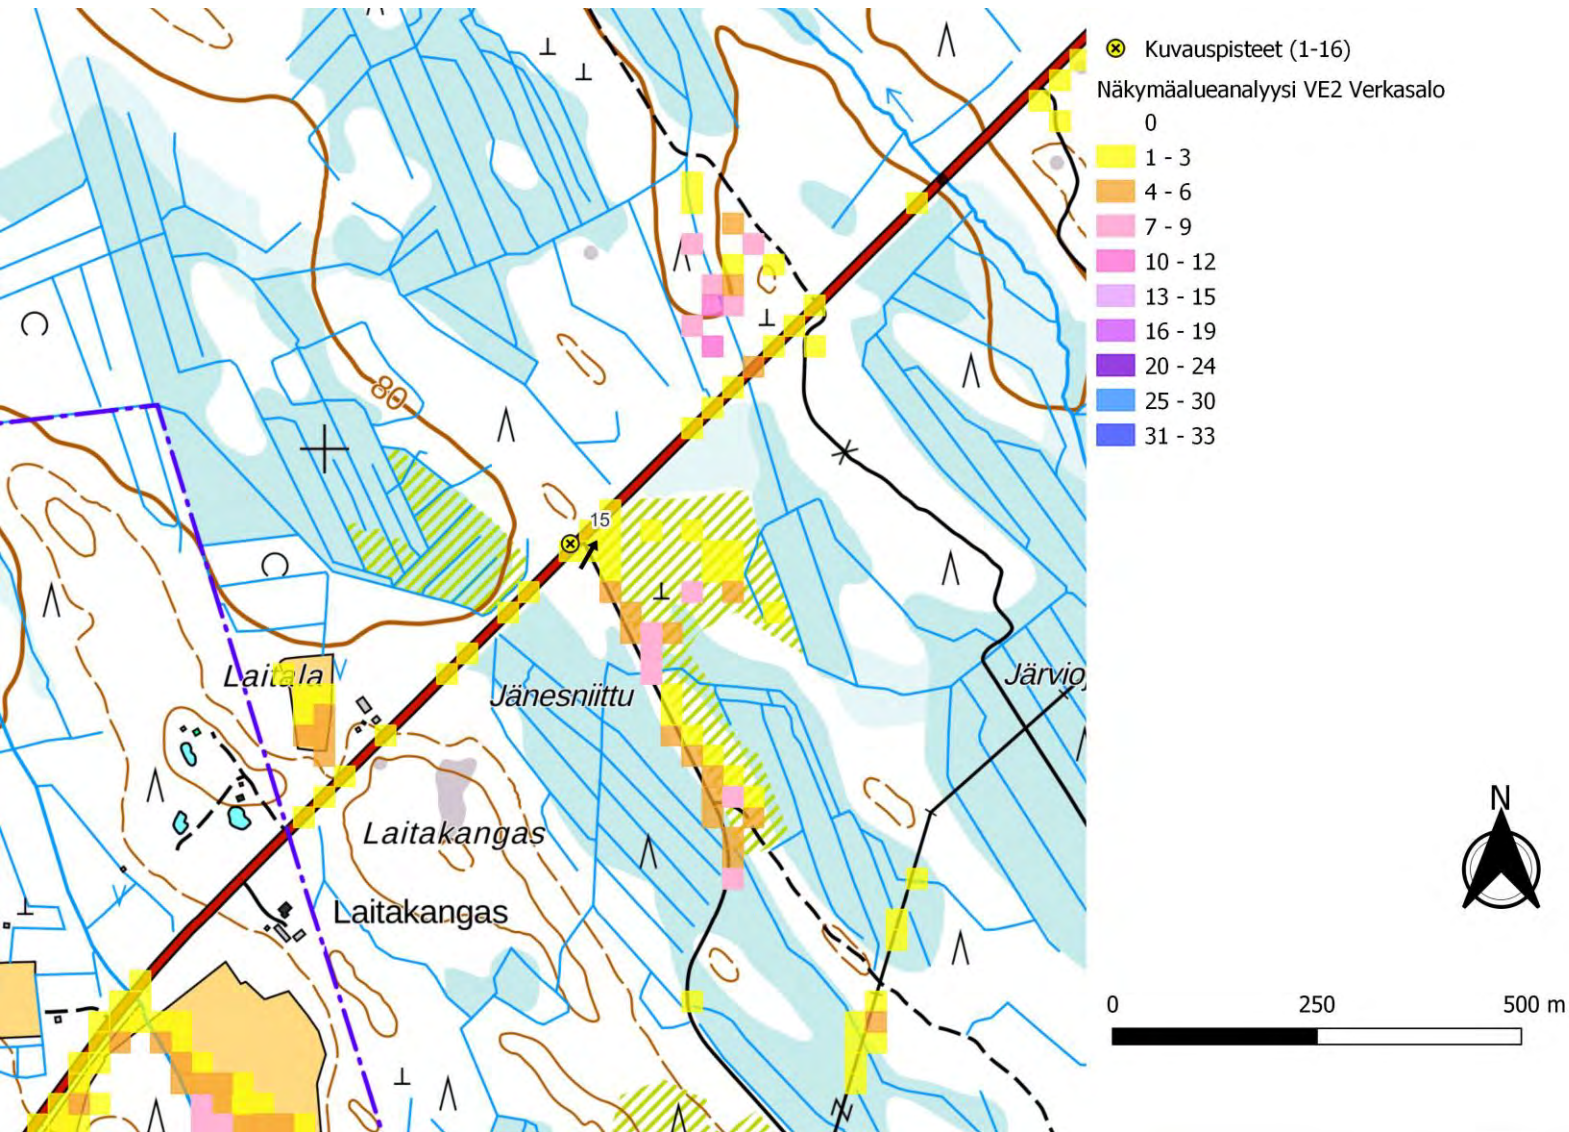 Kuvauspisteet (1-16)
Näkymäalueanalyysi VE2 Verkasalo
0
1 - 3
4 - 6
7 - 9
10 - 12
13 - 15
16 - 19
20 - 24
25 - 30
31 - 33
80
15
Laitala
Jänesniittu
Järvioj
Laitakangas
Laitakangas
N
0 250 500 m